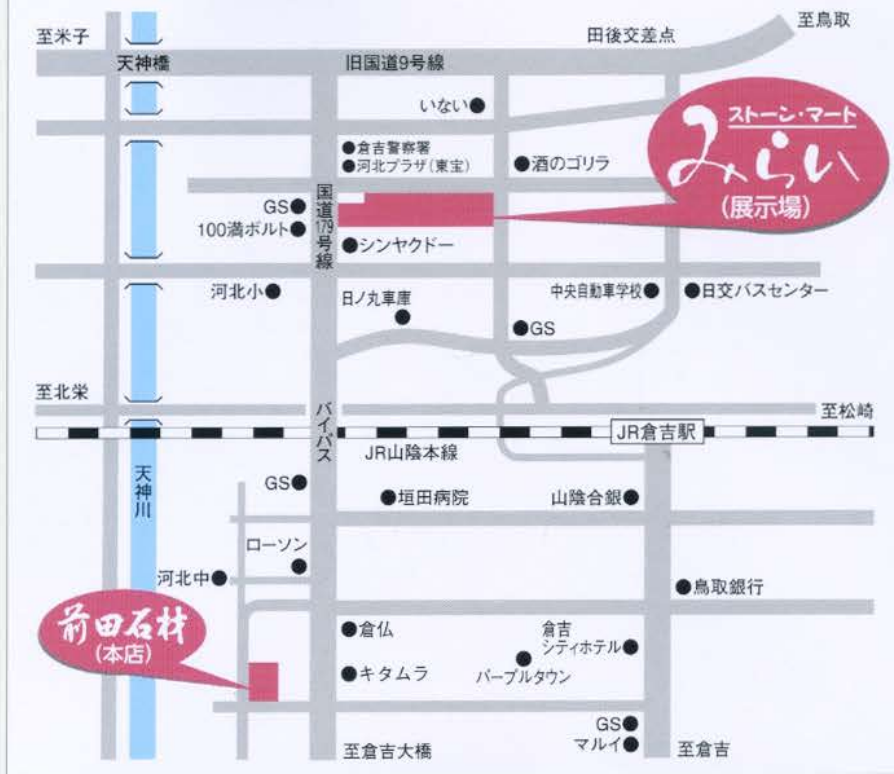 至鳥取
至米子
田後交差点
天神橋
旧国道9号線
いない
ストーン・マート
みらい
(展示場)
倉吉警察署
河北プラザ(東宝)
酒のゴリラ
GS
100満ボルト
国道179号線
シンヤクドー
河北小
日ノ丸車庫
中央自動車学校
日交バスセンター
GS
至北栄
バイパス
至松崎
JR倉吉駅
JR山陰本線
天神川
GS
垣田病院
山陰合銀
ローソン
河北中
鳥取銀行
前田石材
(本店)
倉仏
倉吉
シティホテル
キタムラ
パープルタウン
GS
マルイ
至倉吉大橋
至倉吉